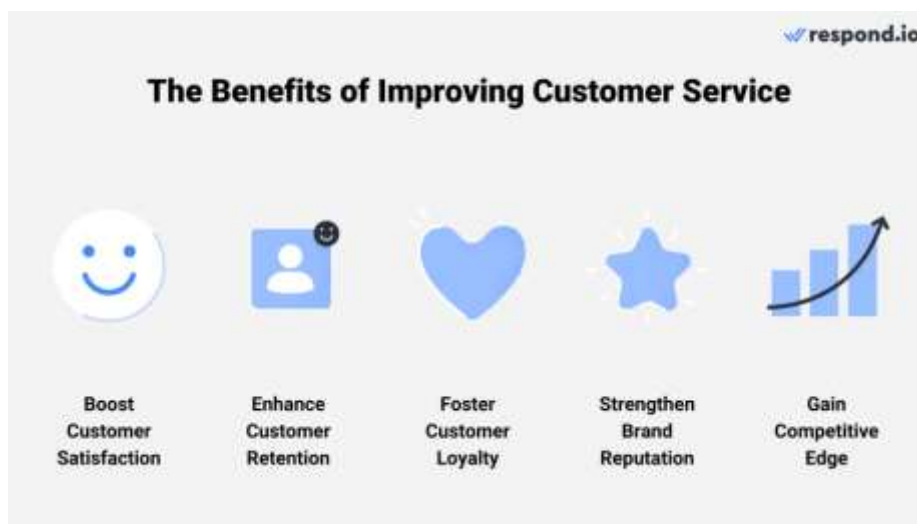 respond.io
The Benefits of Improving Customer Service
Boost
Customer
Satisfaction
Enhance
Customer
Retention
Foster
Customer
Loyalty
Strengthen
Brand
Reputation
Gain
Competitive
Edge